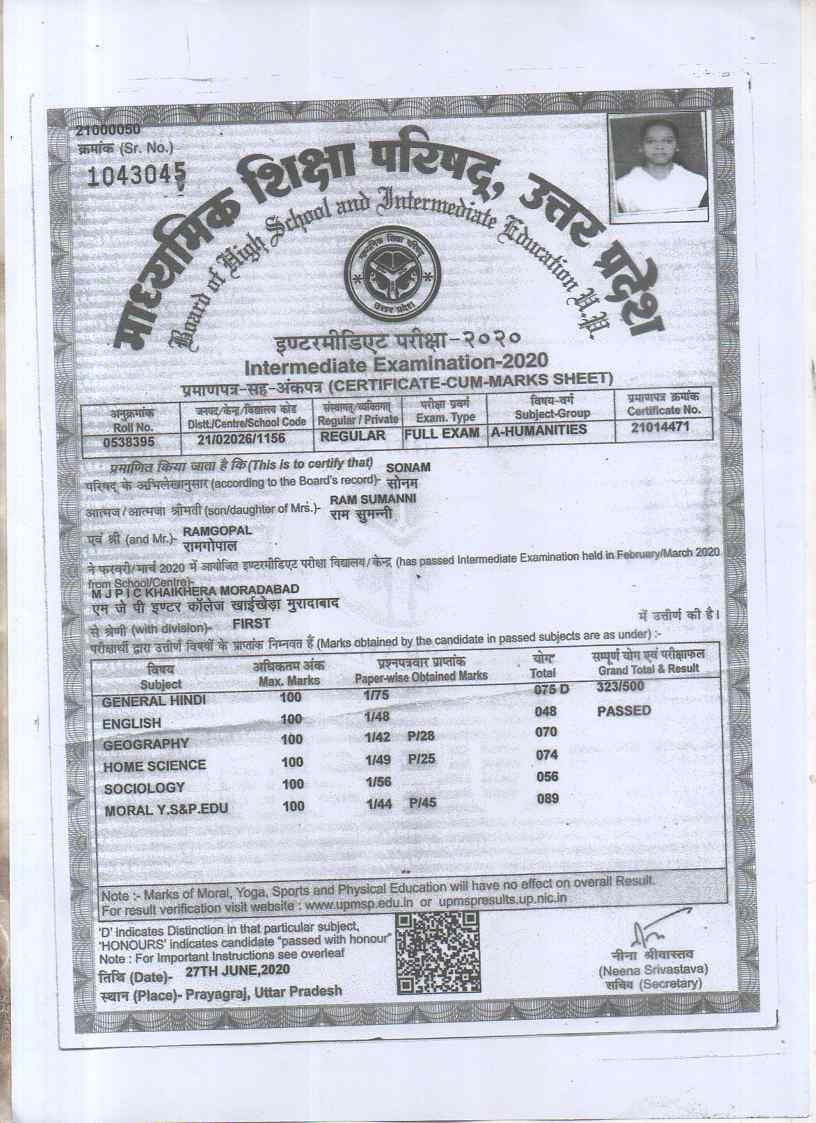 21000050
क्रमांक (Sr. No.)
1043045
माध्यमिक शिक्षा परिषद्, उत्तर प्रदेश
Board of High School and Intermediate Education U.P.
माध्यमिक शिक्षा परिषद्
उत्तर प्रदेश
इण्टरमीडिएट परीक्षा-२०२०
Intermediate Examination-2020
प्रमाणपत्र-सह-अंकपत्र (CERTIFICATE-CUM-MARKS SHEET)
अनुक्रमांक जनपद/केन्द्र/विद्यालय कोड संस्थागत/व्यक्तिगत परीक्षा प्रवर्ग विषय-वर्ग प्रमाणपत्र क्रमांक
Roll No. Distt./Centre/School Code Regular / Private Exam. Type Subject-Group Certificate No.
0538395 21/02026/1156 REGULAR FULL EXAM A-HUMANITIES 21014471
प्रमाणित किया जाता है कि (This is to certify that) SONAM
परिषद् के अभिलेखानुसार (according to the Board's record)- सोनम
RAM SUMANNI
आत्मज/आत्मजा श्रीमती (son/daughter of Mrs.)- राम सुमन्नी
RAMGOPAL
एवं श्री (and Mr.)- रामगोपाल
ने फरवरी/मार्च 2020 में आयोजित इण्टरमीडिएट परीक्षा विद्यालय/केन्द्र (has passed Intermediate Examination held in February/March 2020
from School/Centre)-
M J P I C KHAIKHERA MORADABAD
एम जे पी इण्टर कॉलेज खाईखेड़ा मुरादाबाद
से श्रेणी (with division)- FIRST में उत्तीर्ण की है।
परीक्षार्थी द्वारा उत्तीर्ण विषयों के प्राप्तांक निम्नवत हैं (Marks obtained by the candidate in passed subjects are as under) :-
विषय अधिकतम अंक प्रश्नपत्रवार प्राप्तांक योग सम्पूर्ण योग एवं परीक्षाफल
Subject Max. Marks Paper-wise Obtained Marks Total Grand Total & Result
GENERAL HINDI 100 1/75 075 D 323/500
ENGLISH 100 1/48 048 PASSED
GEOGRAPHY 100 1/42 P/28 070
HOME SCIENCE 100 1/49 P/25 074
SOCIOLOGY 100 1/56 056
MORAL Y.S&P.EDU 100 1/44 P/45 089
Note :- Marks of Moral, Yoga, Sports and Physical Education will have no effect on overall Result.
For result verification visit website : www.upmsp.edu.in or upmspresults.up.nic.in
'D' Indicates Distinction in that particular subject,
'HONOURS' indicates candidate "passed with honour"
Note : For Important Instructions see overleaf
तिथि (Date)- 27TH JUNE,2020
स्थान (Place)- Prayagraj, Uttar Pradesh
नीना श्रीवास्तव
(Neena Srivastava)
सचिव (Secretary)